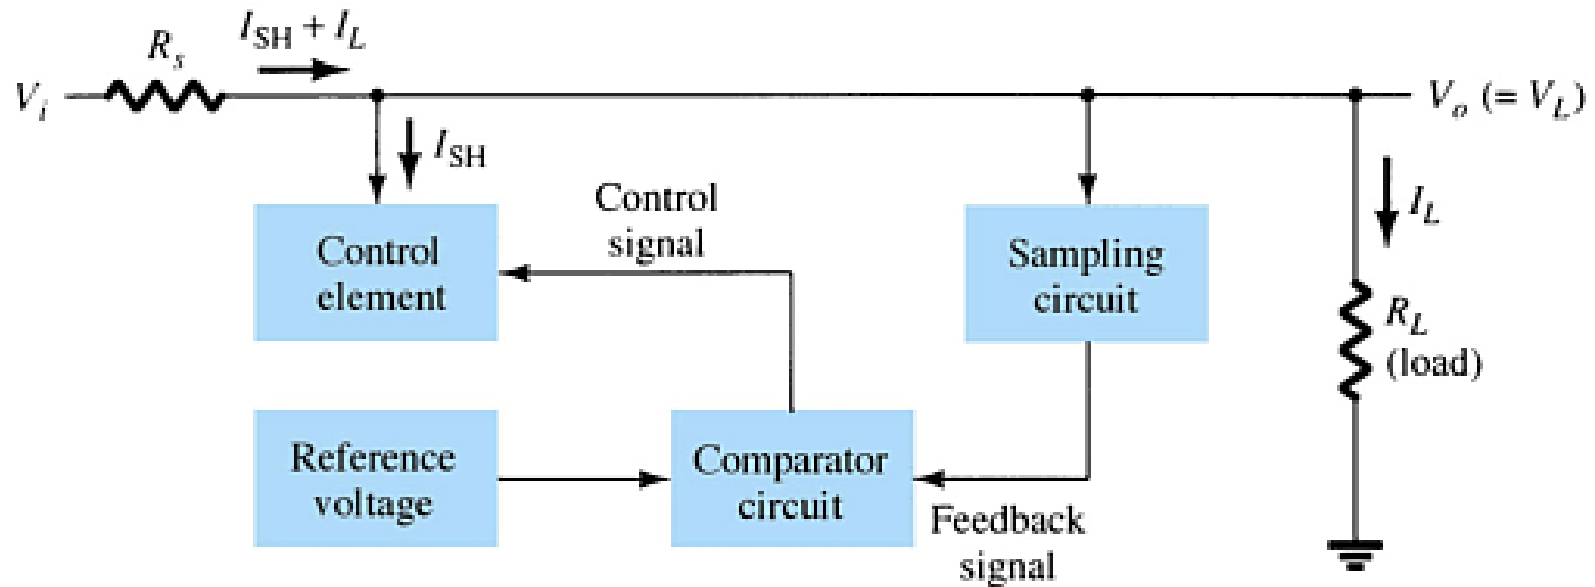 I_SH + I_L
R_s
V_i
V_o (= V_L)
I_SH
Control
signal
I_L
Control
element
Sampling
circuit
R_L
(load)
Reference
voltage
Comparator
circuit
Feedback
signal